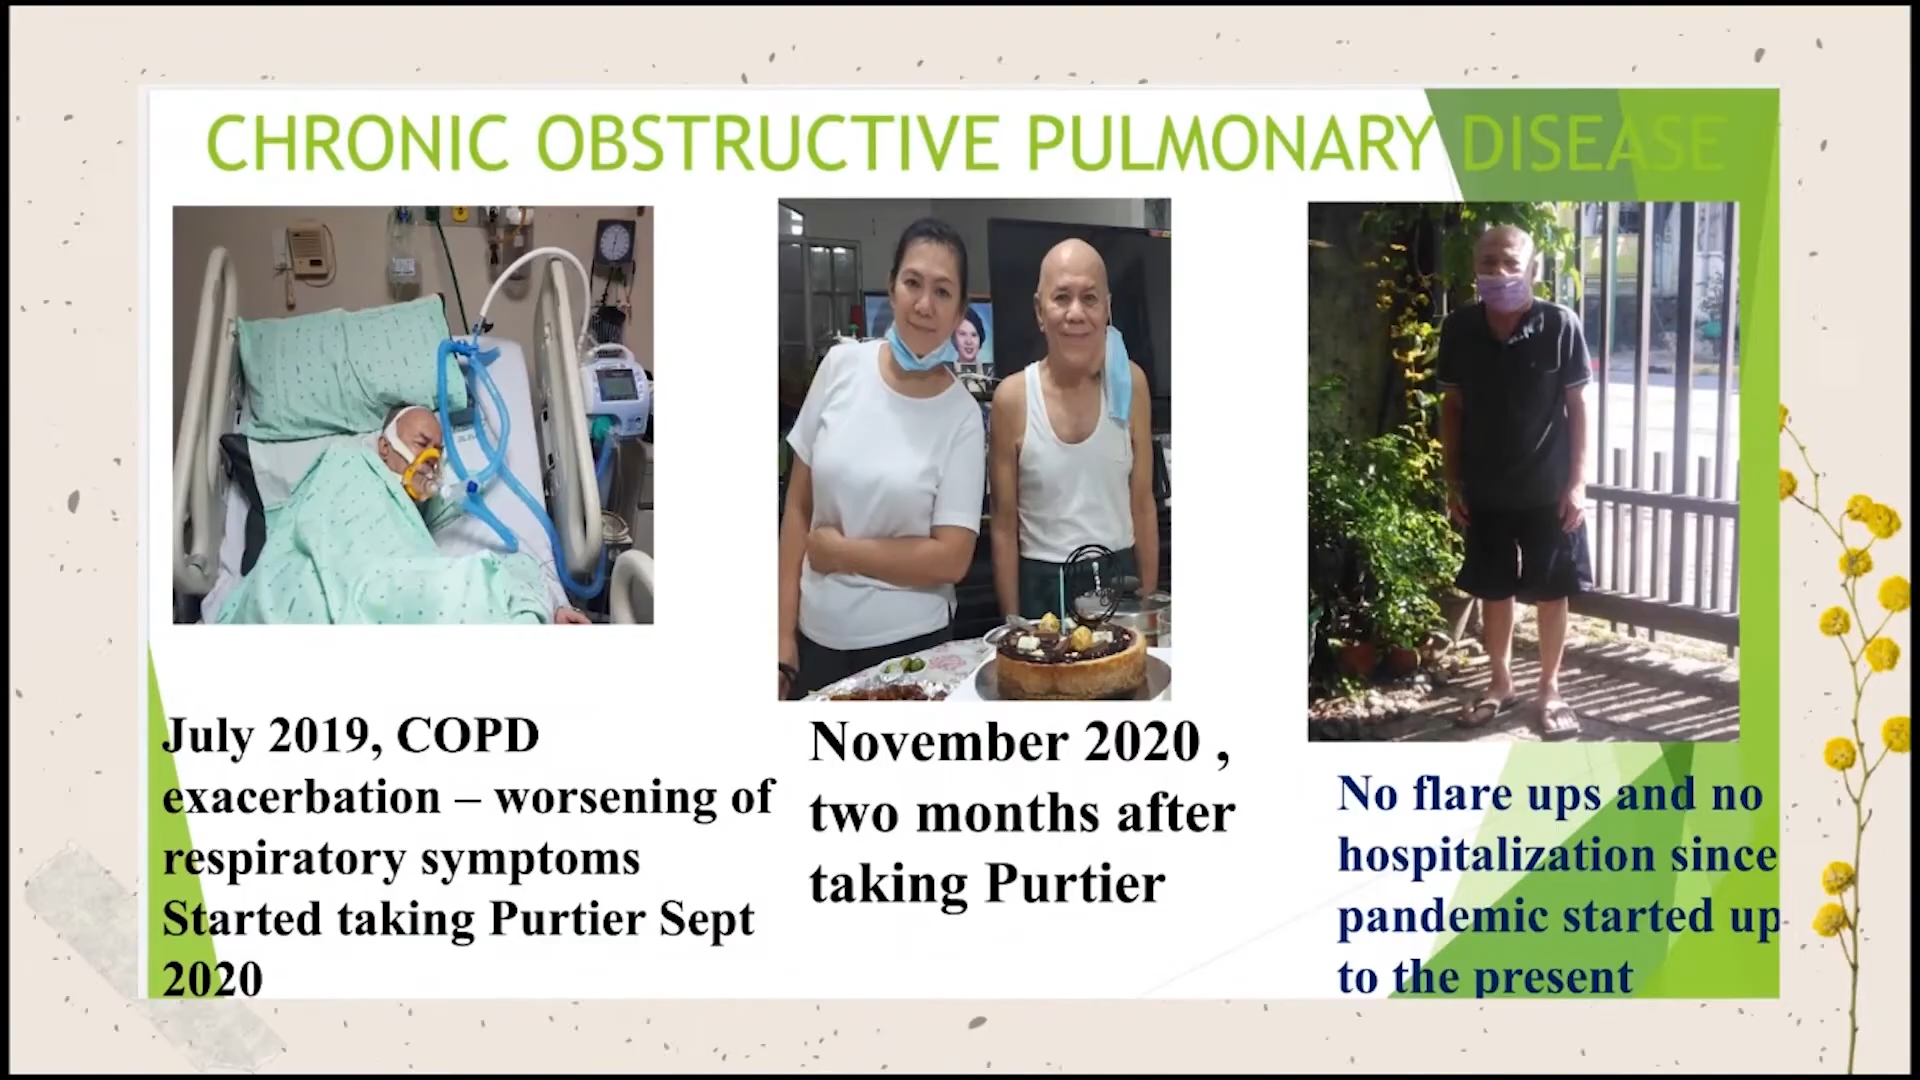 CHRONIC OBSTRUCTIVE PULMONARY DISEASE
July 2019, COPD
exacerbation – worsening of
respiratory symptoms
Started taking Purtier Sept
2020
November 2020 ,
two months after
taking Purtier
No flare ups and no
hospitalization since
pandemic started up
to the present